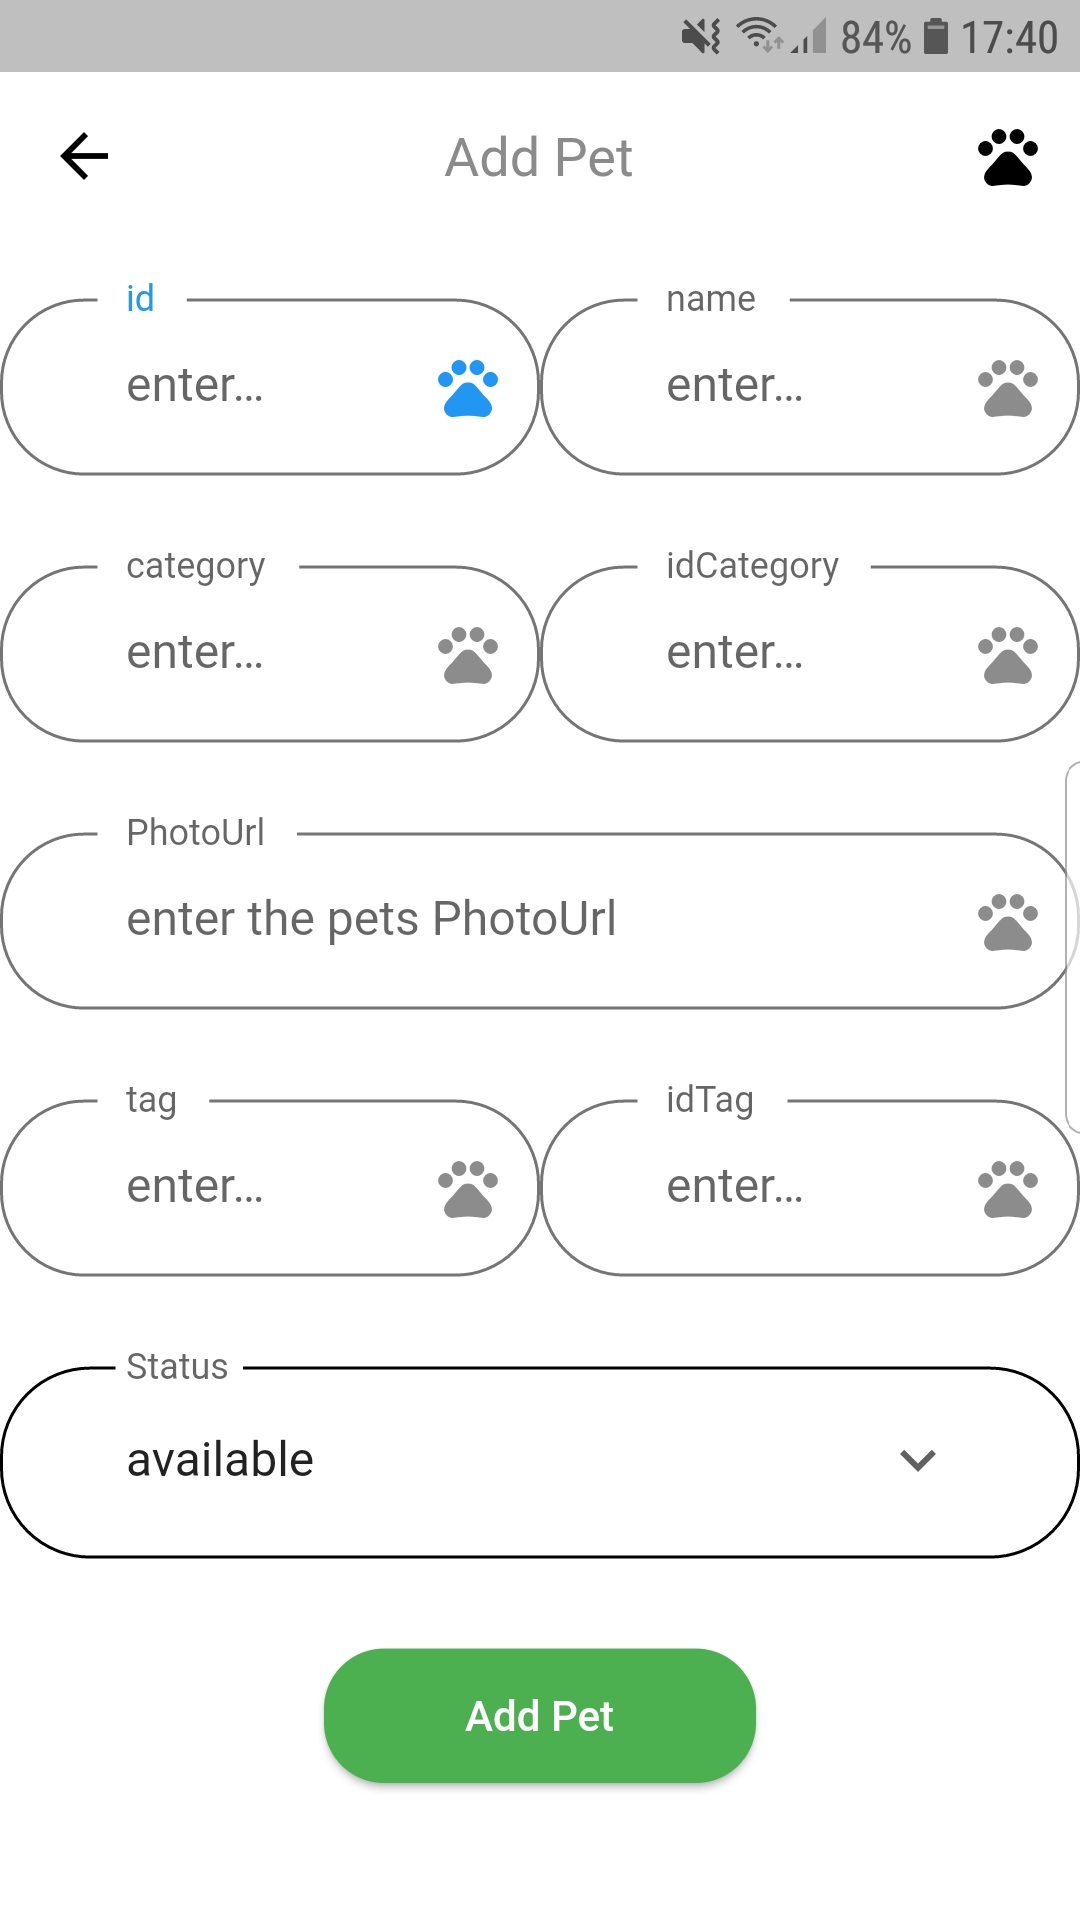 84% 17:40
Add Pet
id name
enter... enter...
category idCategory
enter... enter...
PhotoUrl
enter the pets PhotoUrl
tag idTag
enter... enter...
Status
available
Add Pet